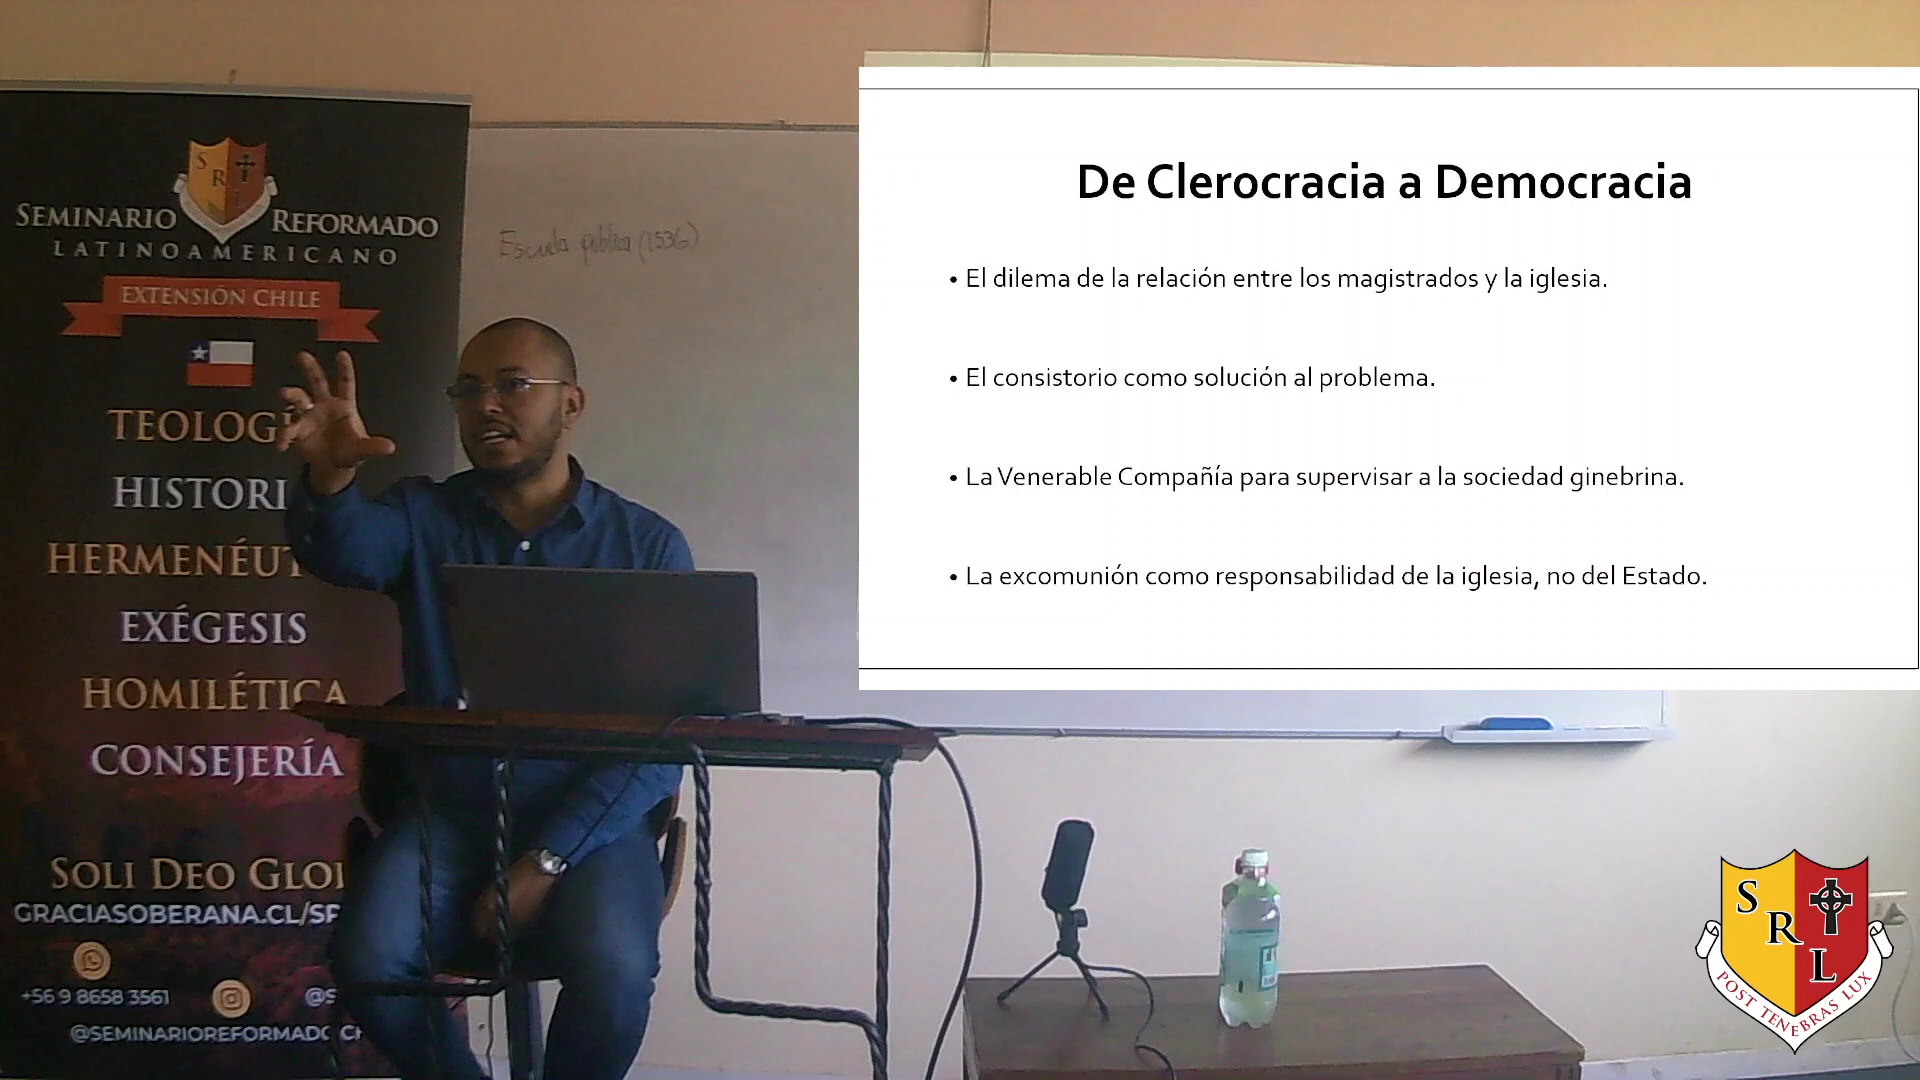 S
R
L
SEMINARIO REFORMADO
LATINOAMERICANO
EXTENSIÓN CHILE
TEOLOG
HISTORI
HERMENÉUT
EXÉGESIS
HOMILÉTICA
CONSEJERÍA
SOLI DEO GLO
GRACIASOBERANA.CL/SR
+56 9 8658 3561
@S
@SEMINARIOREFORMADO CH
Escuela pública (1536)
De Clerocracia a Democracia
• El dilema de la relación entre los magistrados y la iglesia.
• El consistorio como solución al problema.
• La Venerable Compañía para supervisar a la sociedad ginebrina.
• La excomunión como responsabilidad de la iglesia, no del Estado.
S
R
L
POST TENEBRAS LUX